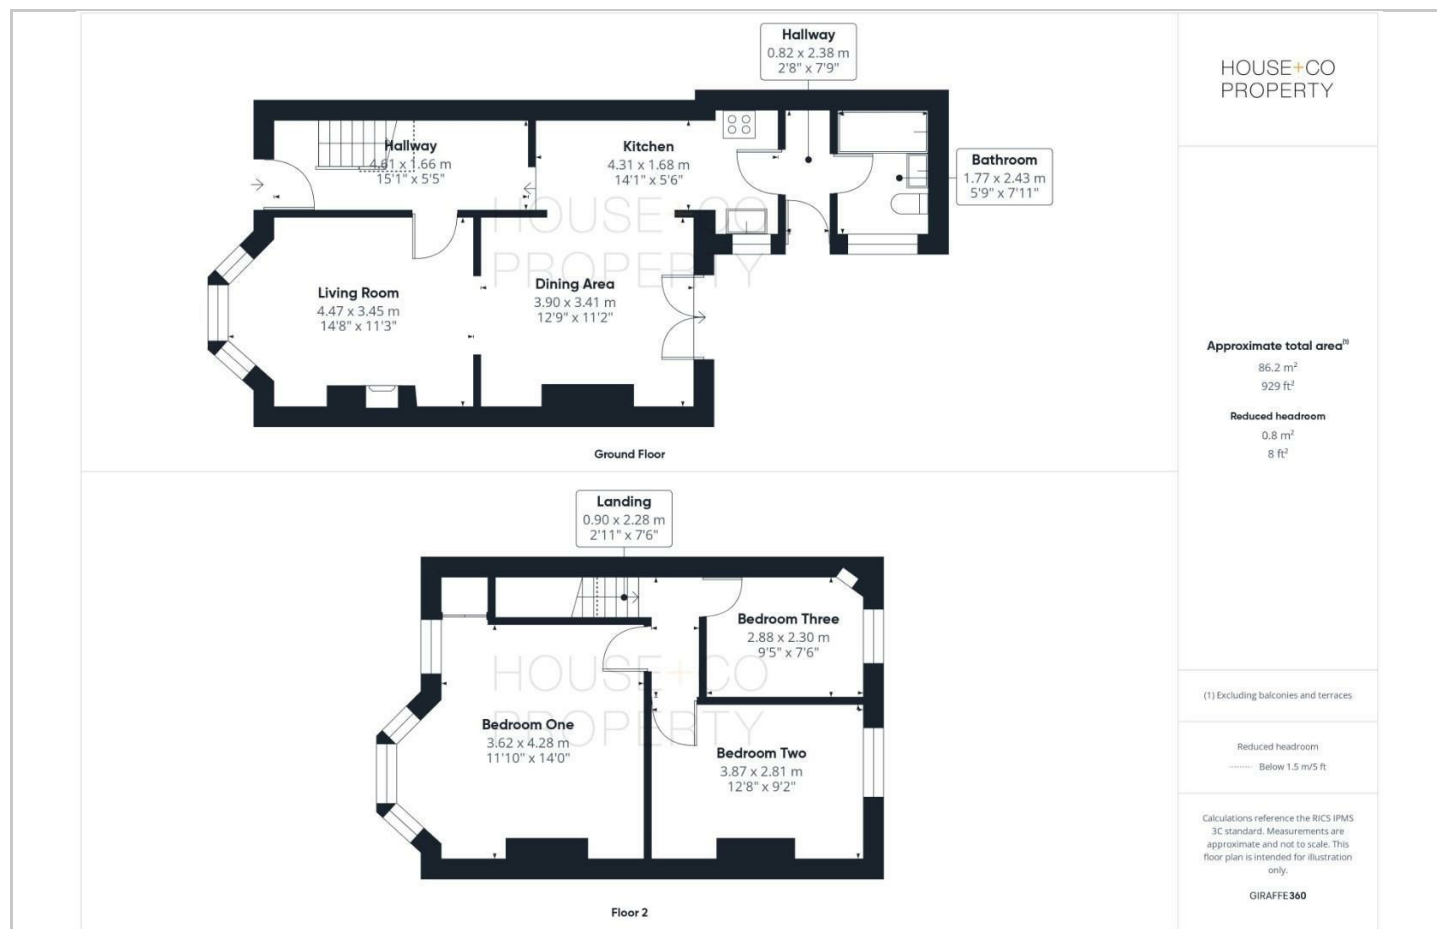 Hallway
0.82 x 2.38 m
2'8" x 7'9"
Hallway
4.61 x 1.66 m
15'1" x 5'5"
Kitchen
4.31 x 1.68 m
14'1" x 5'6"
Bathroom
1.77 x 2.43 m
5'9" x 7'11"
HOUSE+CO
PROPERTY
Living Room
4.47 x 3.45 m
14'8" x 11'3"
Dining Area
3.90 x 3.41 m
12'9" x 11'2"
Ground Floor
Landing
0.90 x 2.28 m
2'11" x 7'6"
Bedroom Three
2.88 x 2.30 m
9'5" x 7'6"
HOUSE+CO
PROPERTY
Bedroom One
3.62 x 4.28 m
11'10" x 14'0"
Bedroom Two
3.87 x 2.81 m
12'8" x 9'2"
Floor 2
HOUSE+CO
PROPERTY
Approximate total area(1)
86.2 m²
929 ft²
Reduced headroom
0.8 m²
8 ft²
(1) Excluding balconies and terraces
Reduced headroom
Below 1.5 m/5 ft
Calculations reference the RICS IPMS
3C standard. Measurements are
approximate and not to scale. This
floor plan is intended for illustration
only.
GIRAFFE360